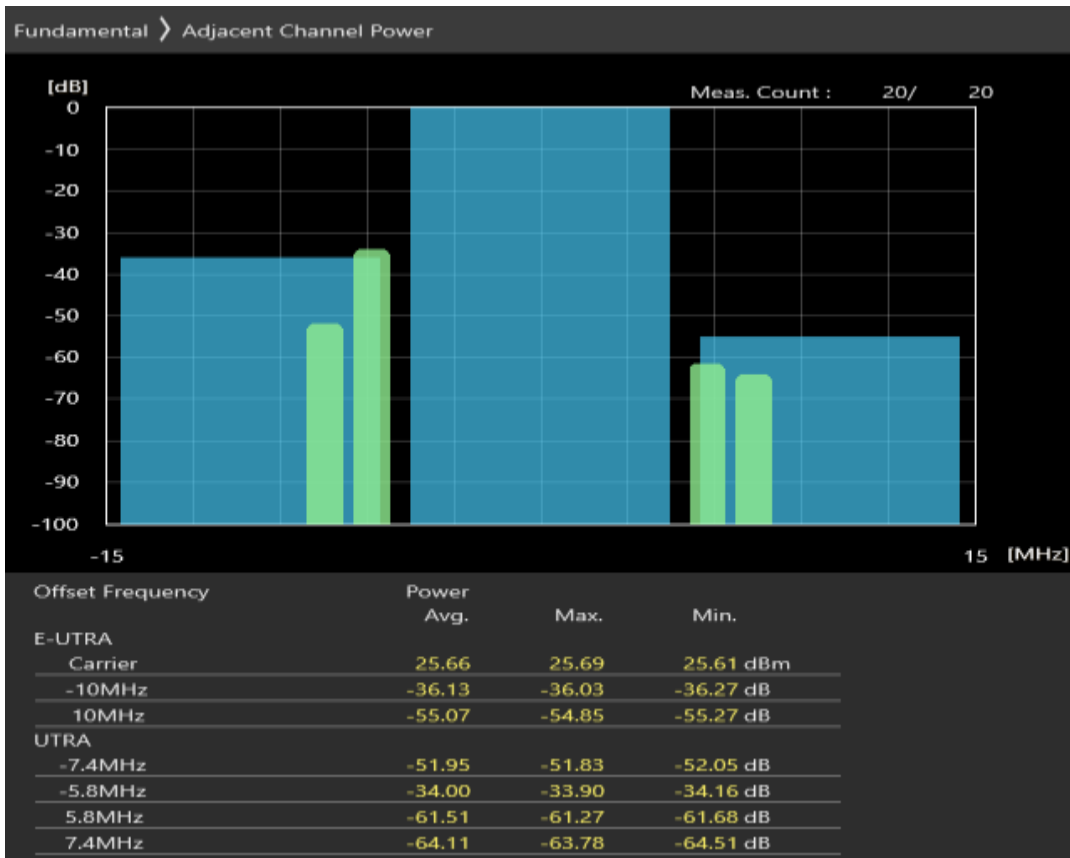 Fundamental ❯ Adjacent Channel Power
[dB]
Meas. Count : 20/ 20
0
-10
-20
-30
-40
-50
-60
-70
-80
-90
-100
-15 15 [MHz]
Offset Frequency Power
Avg. Max. Min.
E-UTRA
Carrier 25.66 25.69 25.61 dBm
-10MHz -36.13 -36.03 -36.27 dB
10MHz -55.07 -54.85 -55.27 dB
UTRA
-7.4MHz -51.95 -51.83 -52.05 dB
-5.8MHz -34.00 -33.90 -34.16 dB
5.8MHz -61.51 -61.27 -61.68 dB
7.4MHz -64.11 -63.78 -64.51 dB